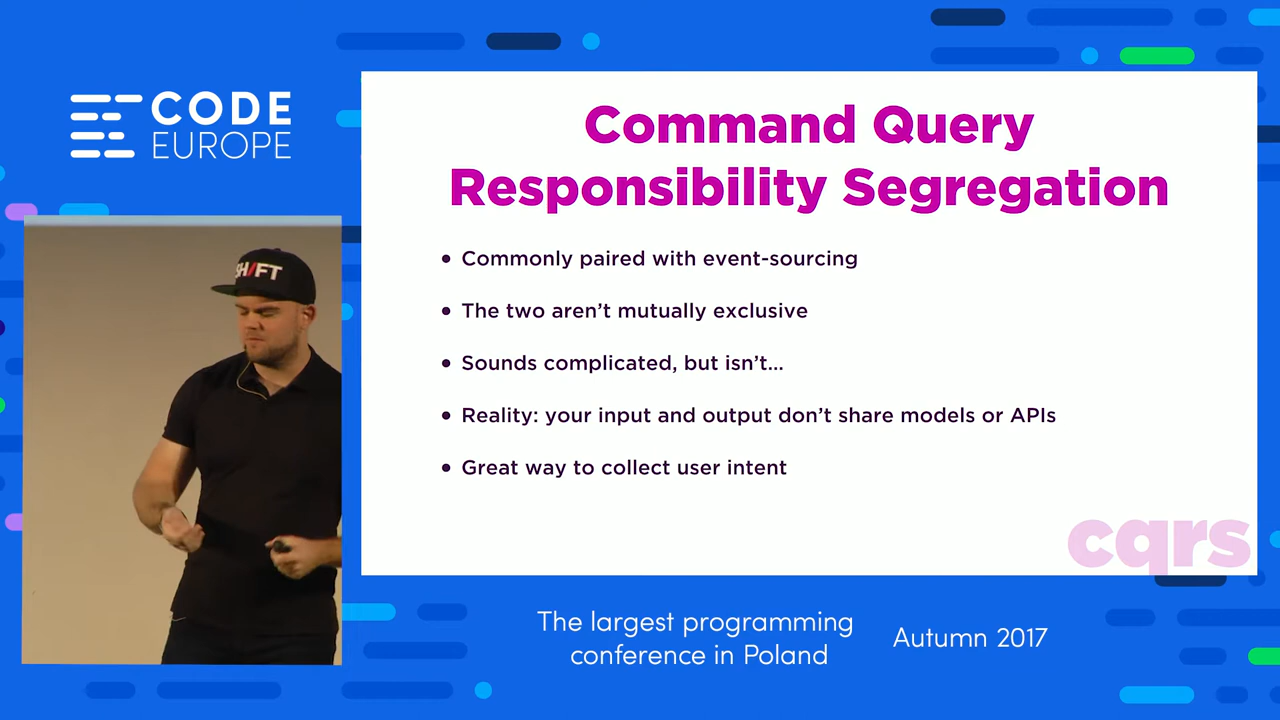 CODE
EUROPE
SH/FT
Command Query
Responsibility Segregation
• Commonly paired with event-sourcing
• The two aren’t mutually exclusive
• Sounds complicated, but isn’t...
• Reality: your input and output don’t share models or APIs
• Great way to collect user intent
cqrs
The largest programming
conference in Poland
Autumn 2017